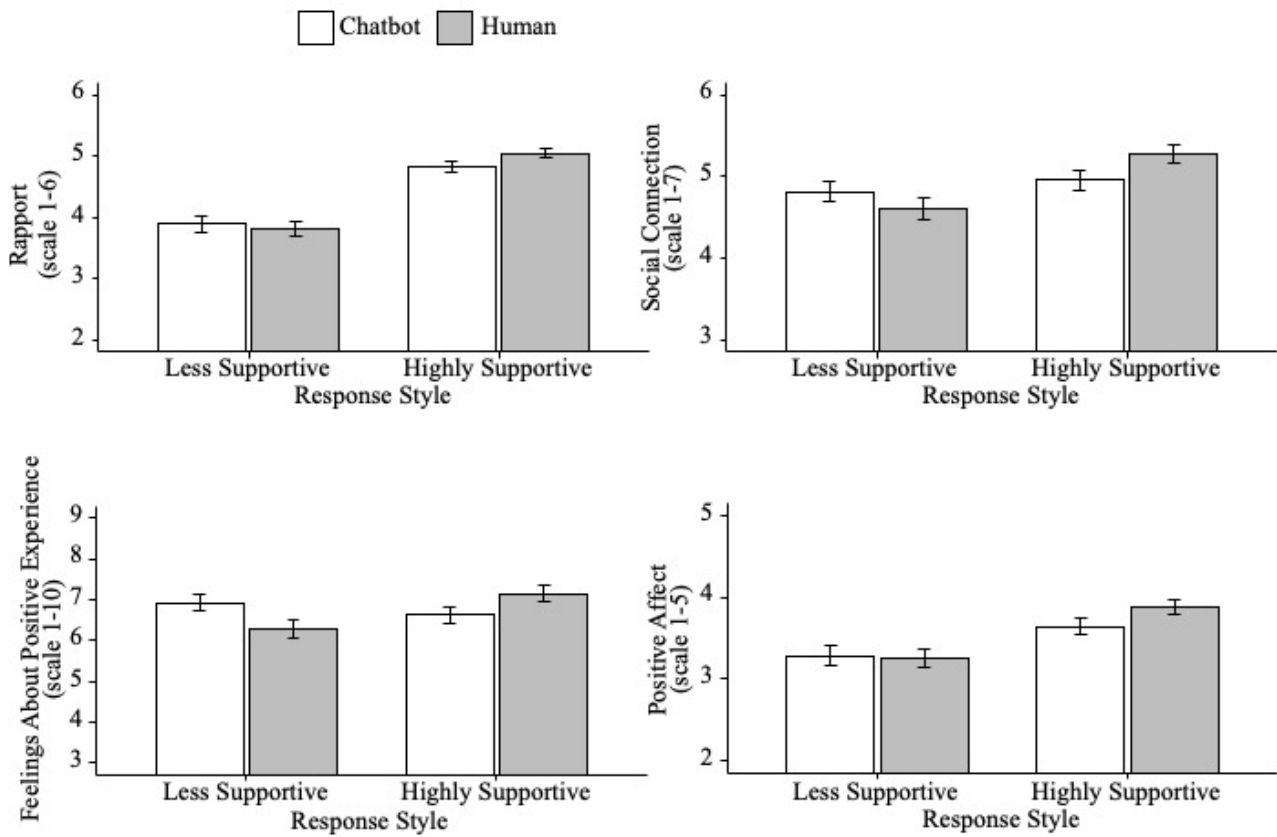 Chatbot Human
Rapport
(scale 1-6)
6
5
4
3
2
Less Supportive Highly Supportive
Response Style
Social Connection
(scale 1-7)
6
5
4
3
Less Supportive Highly Supportive
Response Style
Feelings About Positive Experience
(scale 1-10)
9
8
7
6
5
4
3
Less Supportive Highly Supportive
Response Style
Positive Affect
(scale 1-5)
5
4
3
2
Less Supportive Highly Supportive
Response Style